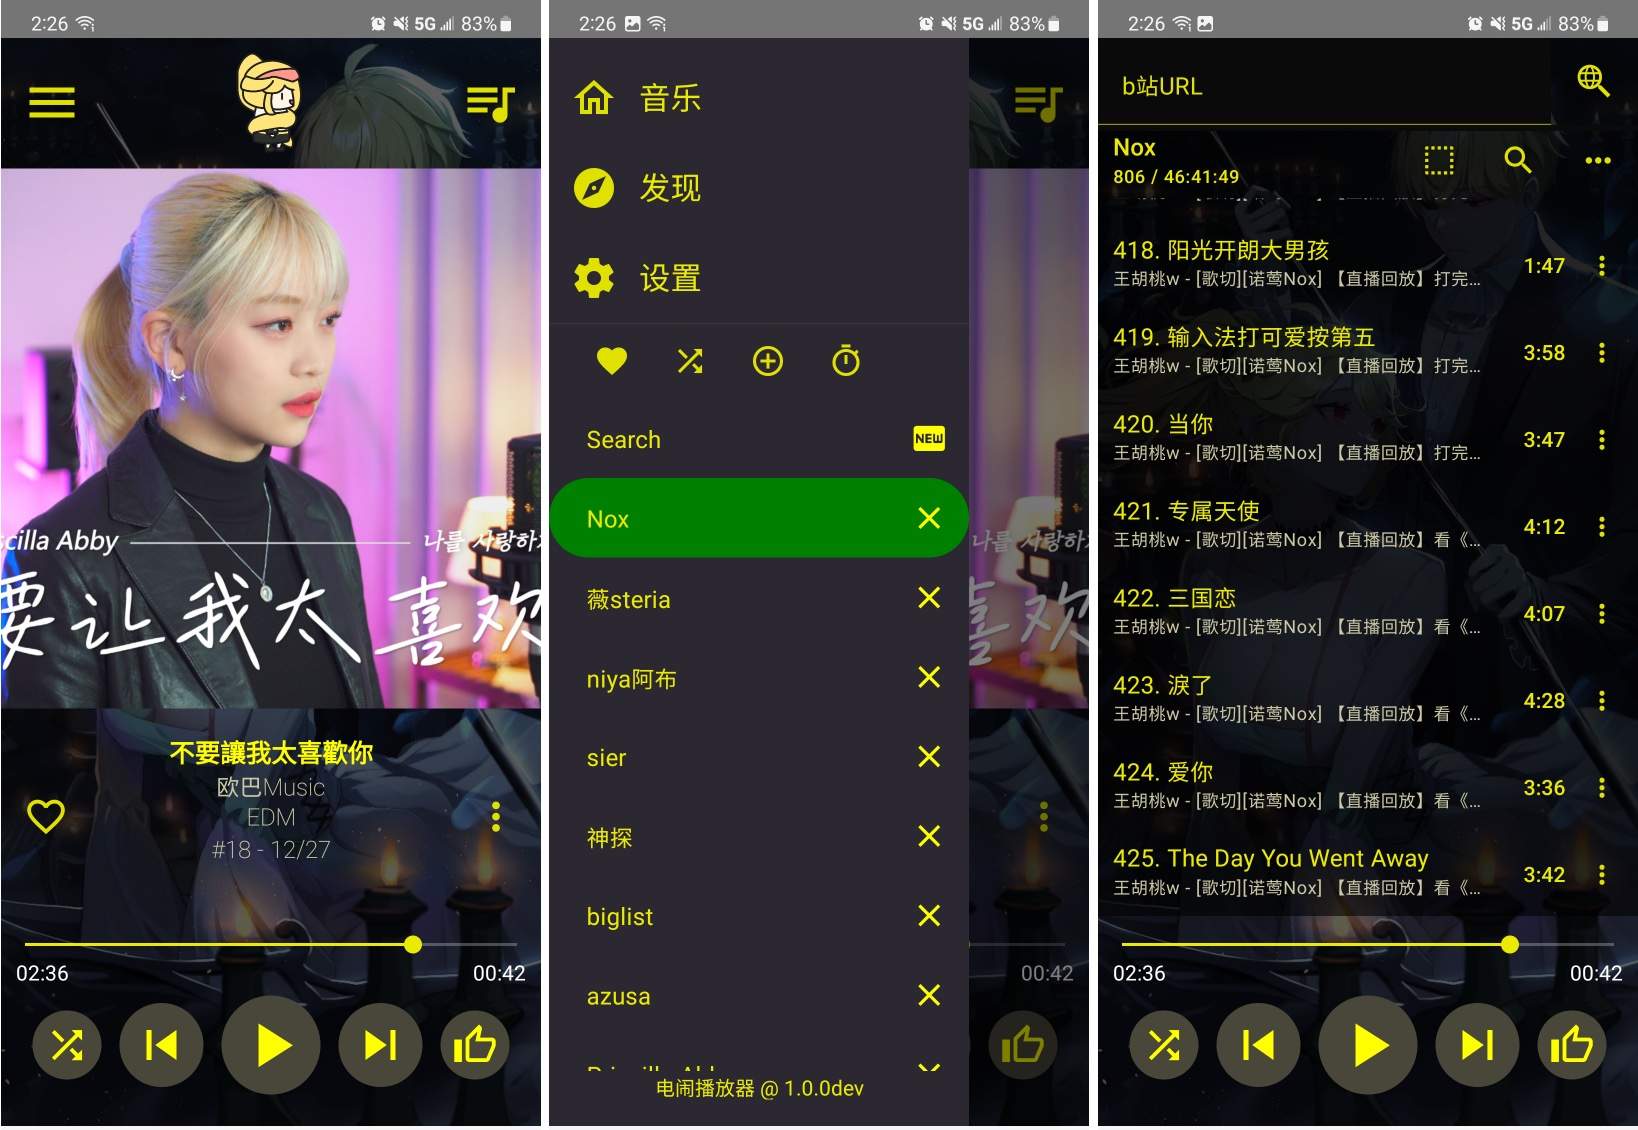 2:26
5G
83%
scilla Abby
나를 사랑하
要让我太喜欢
不要讓我太喜歡你
欧巴Music
EDM
#18 - 12/27
02:36
00:42
2:26
5G
83%
音乐
发现
设置
Search
NEW
Nox
薇steria
niya阿布
sier
神探
biglist
azusa
电闹播放器 @ 1.0.0dev
나를 사랑하
喜欢
00:42
2:26
5G
83%
b站URL
Nox
806 / 46:41:49
418. 阳光开朗大男孩
1:47
王胡桃w - [歌切][诺莺Nox] 【直播回放】打完...
419. 输入法打可爱按第五
3:58
王胡桃w - [歌切][诺莺Nox] 【直播回放】打完...
420. 当你
3:47
王胡桃w - [歌切][诺莺Nox] 【直播回放】打完...
421. 专属天使
4:12
王胡桃w - [歌切][诺莺Nox] 【直播回放】看《...
422. 三国恋
4:07
王胡桃w - [歌切][诺莺Nox] 【直播回放】看《...
423. 淚了
4:28
王胡桃w - [歌切][诺莺Nox] 【直播回放】看《...
424. 爱你
3:36
王胡桃w - [歌切][诺莺Nox] 【直播回放】看《...
425. The Day You Went Away
3:42
王胡桃w - [歌切][诺莺Nox] 【直播回放】看《...
02:36
00:42